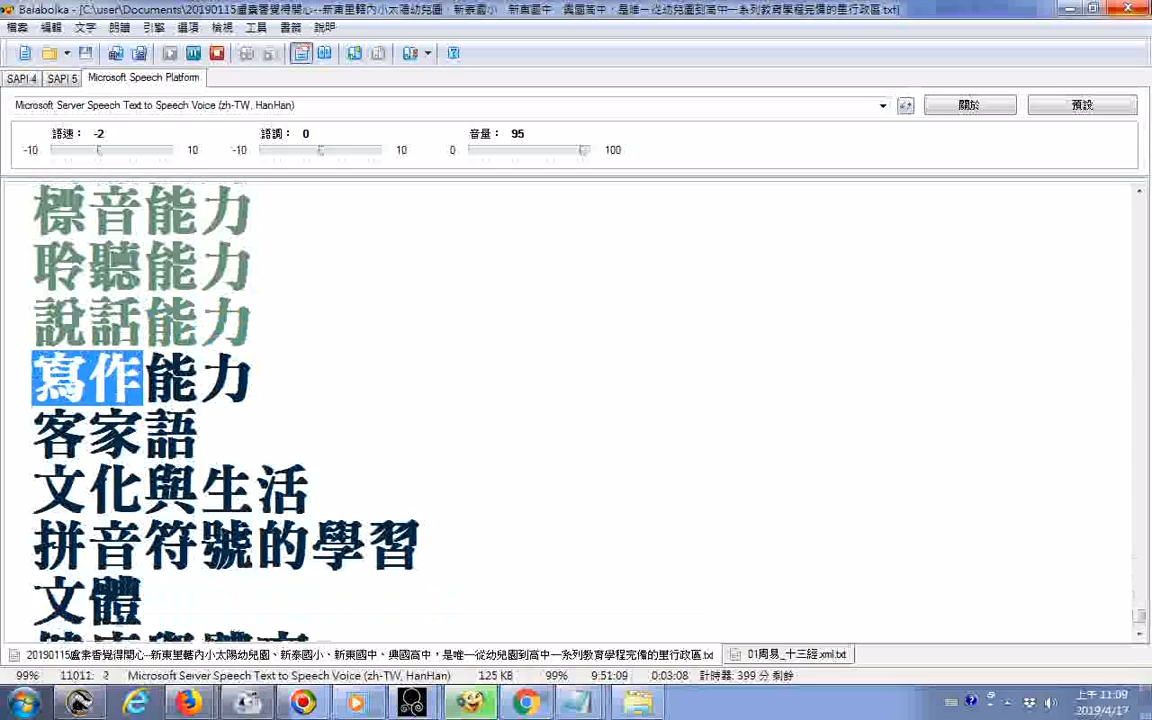 Balabolka - [C:\user\Documents\20190115盧彙香覺得開心--新東里轄內小太陽幼兒園、新泰國小、新東國中、興國高中，是唯一從幼兒園到高中一系列教育學程完備的里行政區.txt]
檔案 編輯 文字 朗讀 引擎 選項 檢視 工具 書籤 說明
SAPI 4 SAPI 5 Microsoft Speech Platform
Microsoft Server Speech Text to Speech Voice (zh-TW, HanHan) 關於 預設
語速： -2 語調： 0 音量： 95
-10 10 -10 10 0 100
標音能力
聆聽能力
說話能力
寫作能力
客家語
文化與生活
拼音符號的學習
文體
20190115盧彙香覺得開心--新東里轄內小太陽幼兒園、新泰國小、新東國中、興國高中，是唯一從幼兒園到高中一系列教育學程完備的里行政區.txt 01周易_十三經.xml.txt
99% 11012: 2 Microsoft Server Speech Text to Speech Voice (zh-TW, HanHan) 125 KB 99% 9:51:09 0:03:08 計時器: 399 分 剩餘
上午 11:09
2019/4/17